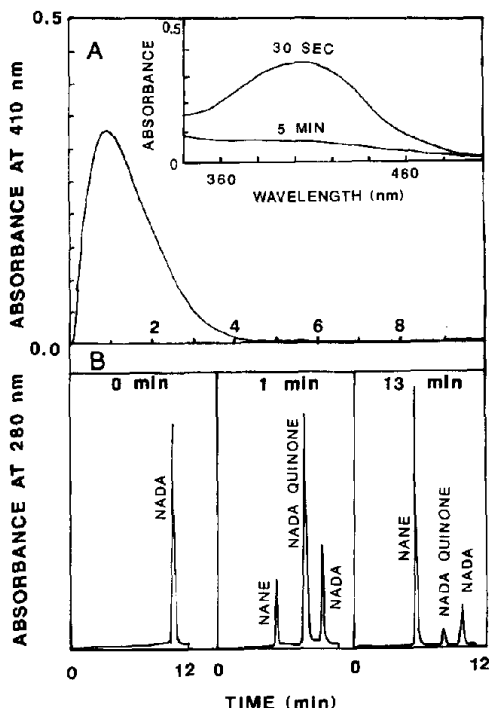 0.5
A
0.5
30 SEC
5 MIN
0
360
460
ABSORBANCE
WAVELENGTH (nm)
ABSORBANCE AT 410 nm
2
4
6
8
0.0
B
0 min
1 min
13 min
ABSORBANCE AT 280 nm
NADA
NANE
NADA QUINONE
NADA
NANE
NADA QUINONE
NADA
0
12
0
12
0
12
TIME (min)